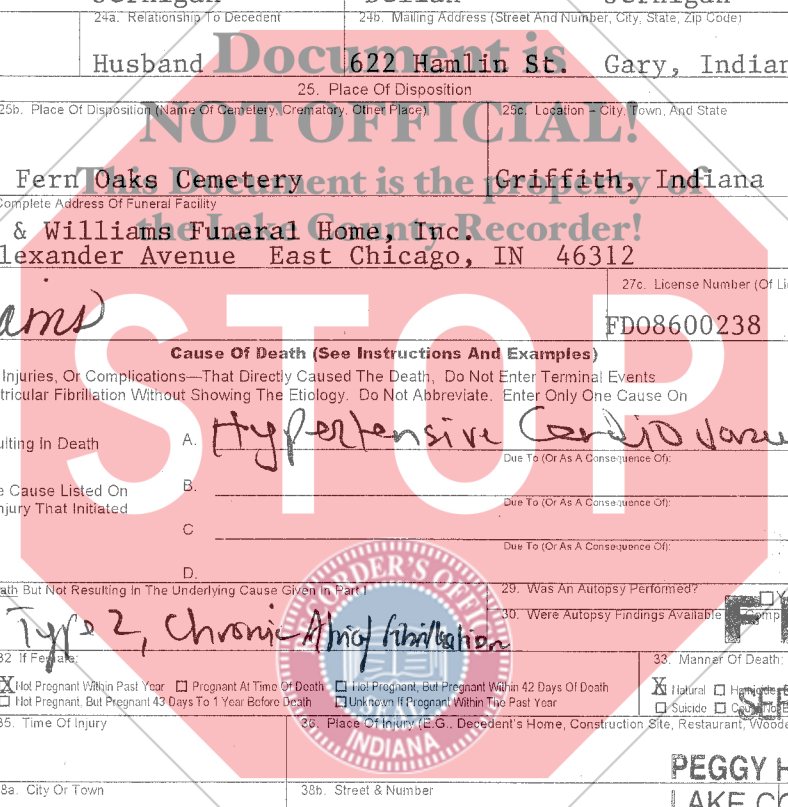 24a. Relationship To Decedent
24b. Mailing Address (Street And Number, City, State, Zip Code)
Husband
622 Hamlin St. Gary, Indian
Document is
25. Place Of Disposition
25b. Place Of Disposition (Name Of Cemetery, Crematory, Other Place)
25c. Location – City, Town, And State
NOT OFFICIAL!
Fern Oaks Cemetery
Griffith, Indiana
This Document is the property of
Complete Address Of Funeral Facility
& Williams Funeral Home, Inc.
the Lake County Recorder!
lexander Avenue East Chicago, IN 46312
27c. License Number (Of Li
ams
FD08600238
STOP
Cause Of Death (See Instructions And Examples)
Injuries, Or Complications—That Directly Caused The Death, Do Not Enter Terminal Events
tricular Fibrillation Without Showing The Etiology. Do Not Abbreviate. Enter Only One Cause On
ulting In Death
A. Hypertensive Cardiovascu
Due To (Or As A Consequence Of):
e Cause Listed On
B.
njury That Initiated
Due To (Or As A Consequence Of):
C
Due To (Or As A Consequence Of):
D.
ath But Not Resulting In The Underlying Cause Given In Part I
29. Was An Autopsy Performed?
30. Were Autopsy Findings Available
Comp
Type 2, Chronic Atrial fibrillation
32 If Female:
33. Manner Of Death:
X Not Pregnant Within Past Year ☐ Pregnant At Time Of Death ☐ Not Pregnant, But Pregnant Within 42 Days Of Death
X Natural ☐ Homicide
☐ Not Pregnant, But Pregnant 43 Days To 1 Year Before Death ☐ Unknown If Pregnant Within The Past Year
☐ Suicide
35. Time Of Injury
36. Place Of Injury (E.G., Decedent's Home, Construction Site, Restaurant, Woode
INDIANA
PEGGY H
8a. City Or Town
38b. Street & Number
LAKE CO